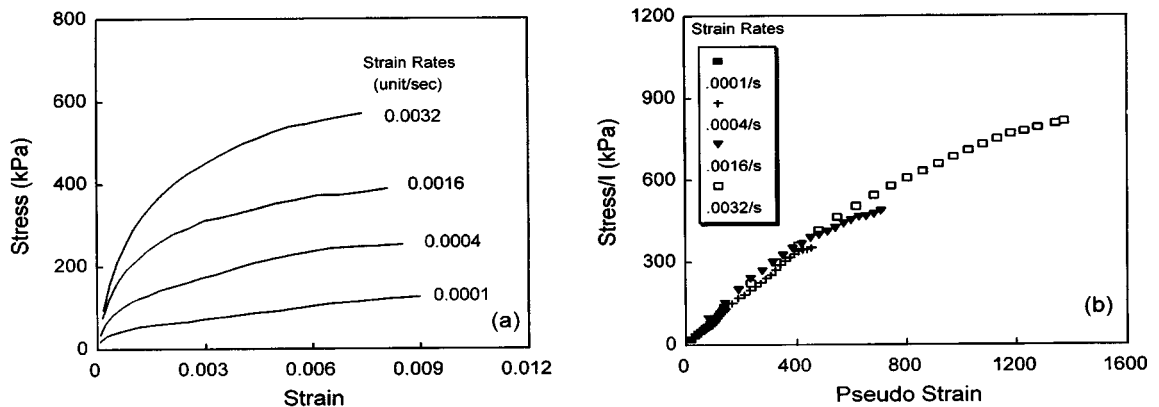 800
600
400
200
0
Stress (kPa)
0
0.003
0.006
0.009
0.012
Strain
Strain Rates
(unit/sec)
0.0032
0.0016
0.0004
0.0001
(a)
1200
900
600
300
0
Stress/I (kPa)
0
400
800
1200
1600
Pseudo Strain
Strain Rates
.0001/s
.0004/s
.0016/s
.0032/s
(b)